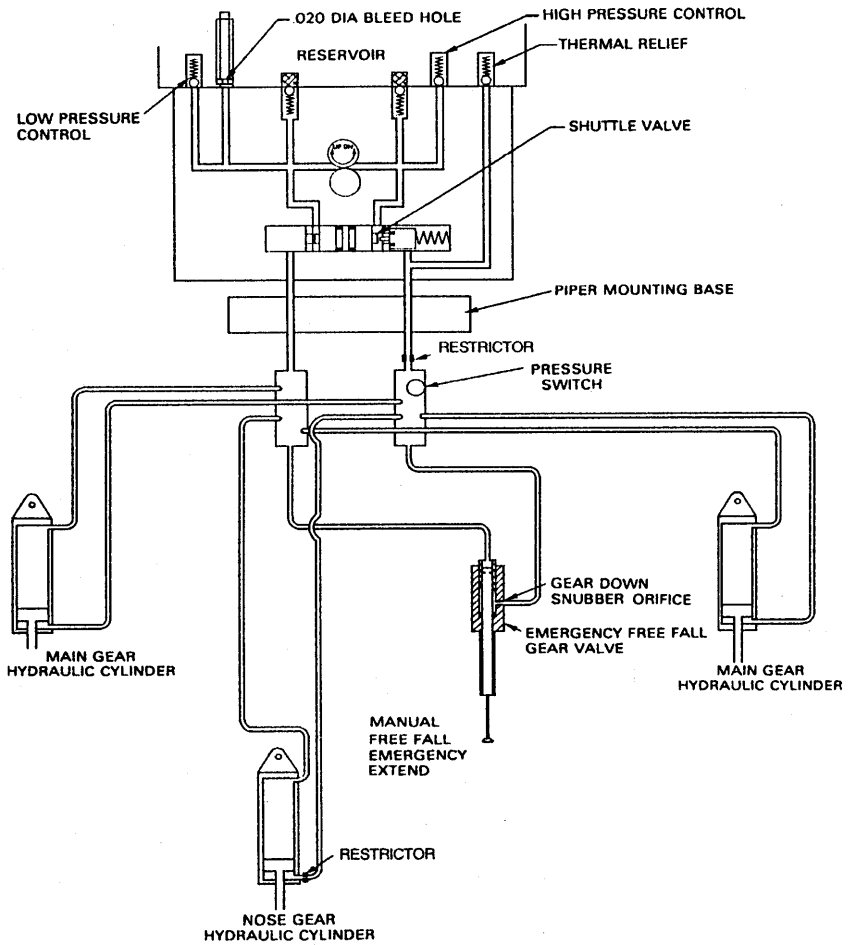 .020 DIA BLEED HOLE
HIGH PRESSURE CONTROL
RESERVOIR
THERMAL RELIEF
LOW PRESSURE
CONTROL
SHUTTLE VALVE
UP DN
PIPER MOUNTING BASE
RESTRICTOR
PRESSURE
SWITCH
GEAR DOWN
SNUBBER ORIFICE
EMERGENCY FREE FALL
GEAR VALVE
MAIN GEAR
HYDRAULIC CYLINDER
MAIN GEAR
HYDRAULIC CYLINDER
MANUAL
FREE FALL
EMERGENCY
EXTEND
RESTRICTOR
NOSE GEAR
HYDRAULIC CYLINDER